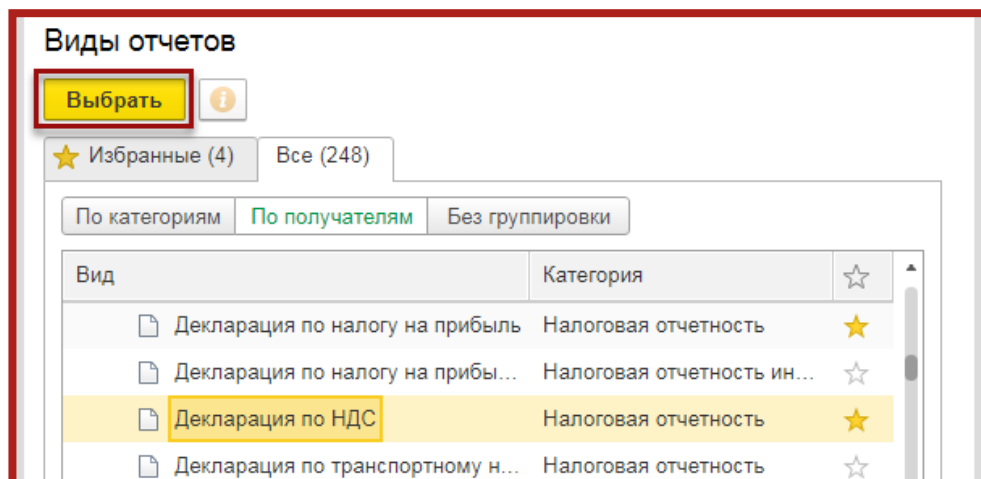 Виды отчетов
Выбрать
Избранные (4) Все (248)
По категориям По получателям Без группировки
Вид Категория
Декларация по налогу на прибыль Налоговая отчетность
Декларация по налогу на прибы... Налоговая отчетность ин...
Декларация по НДС Налоговая отчетность
Декларация по транспортному н... Налоговая отчетность